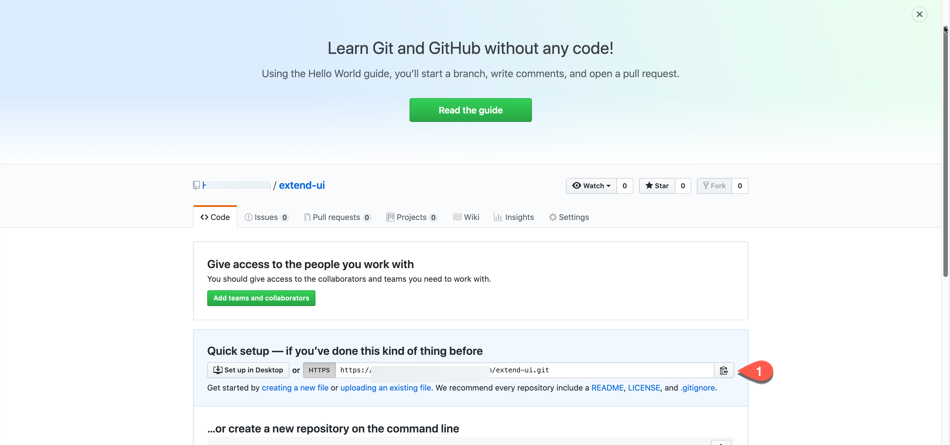 Learn Git and GitHub without any code!
Using the Hello World guide, you’ll start a branch, write comments, and open a pull request.
Read the guide
/ extend-ui
Watch 0 Star 0 Fork 0
Code Issues 0 Pull requests 0 Projects 0 Wiki Insights Settings
Give access to the people you work with
You should give access to the collaborators and teams you need to work with.
Add teams and collaborators
Quick setup — if you’ve done this kind of thing before
Set up in Desktop or HTTPS https:/ /extend-ui.git
1
Get started by creating a new file or uploading an existing file. We recommend every repository include a README, LICENSE, and .gitignore.
…or create a new repository on the command line